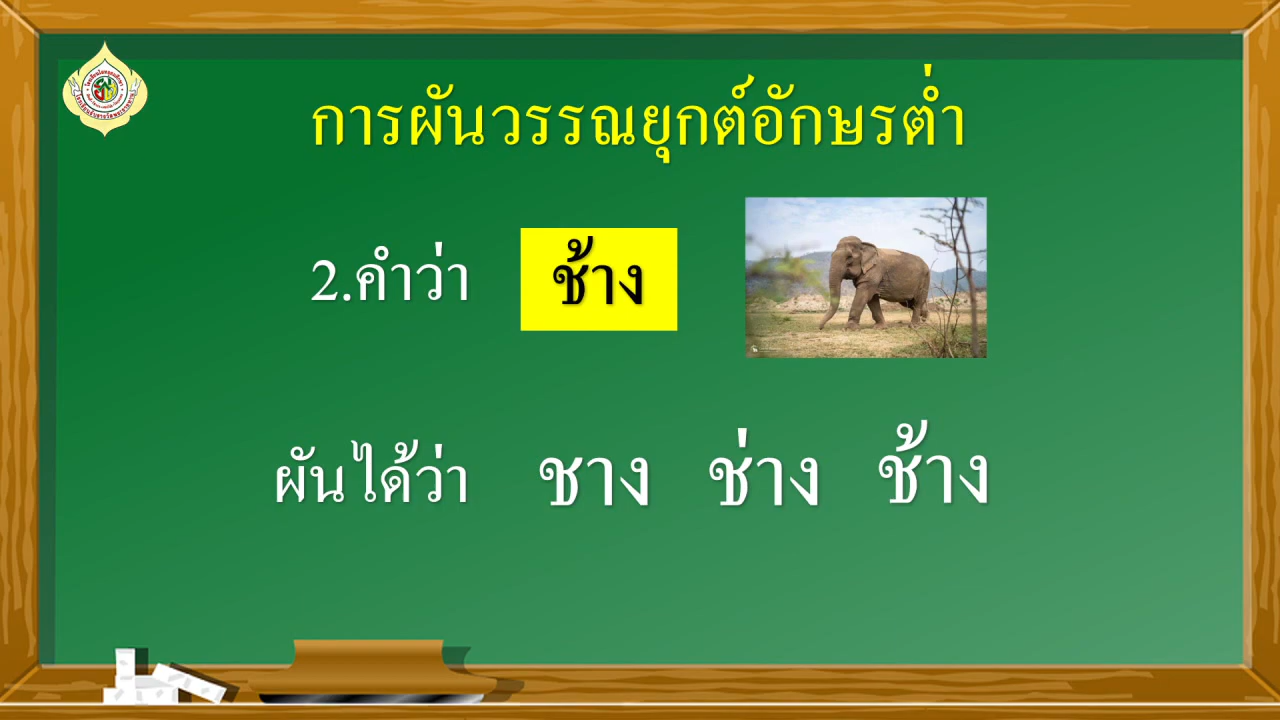 การผันวรรณยุกต์อักษรต่ำ
2.คำว่า ช้าง
ผันได้ว่า ชาง ช่าง ช้าง